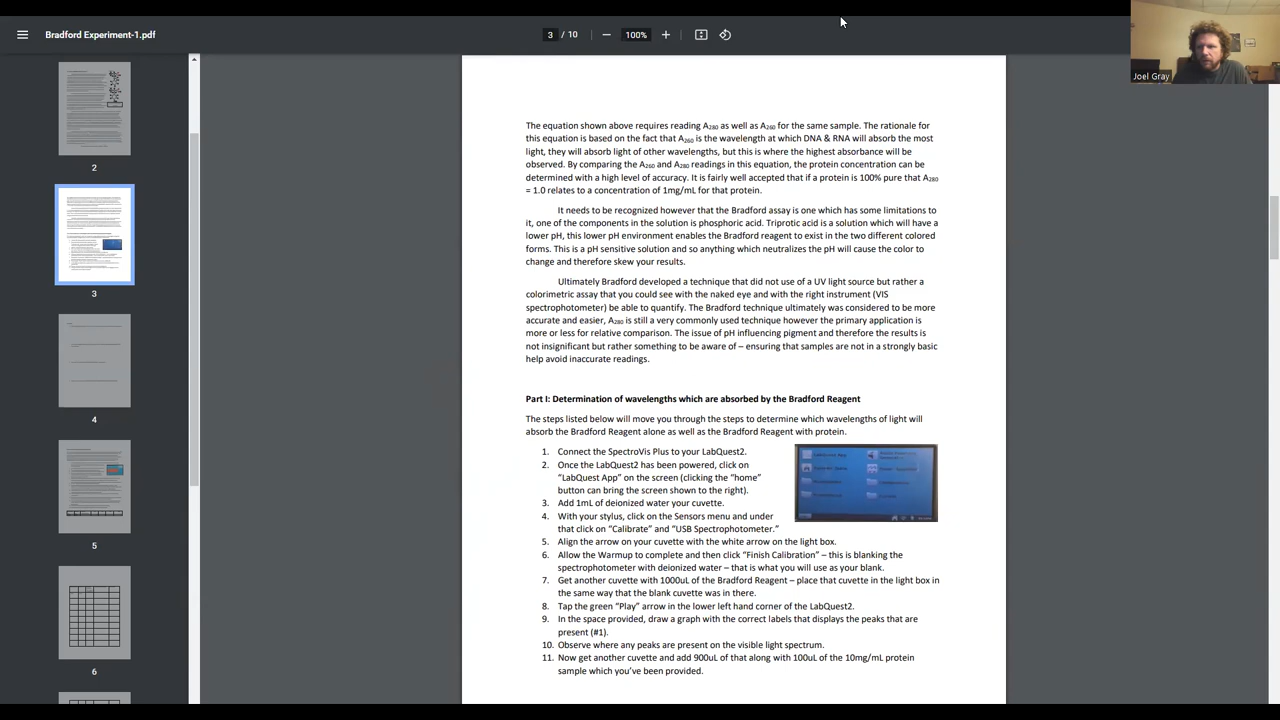 Bradford Experiment-1.pdf
3 / 10
100%
Joel Gray
2
3
4
5
6
The equation shown above requires reading A280 as well as A260 for the same sample. The rationale for
this equation is based on the fact that A260 is the wavelength at which DNA & RNA will absorb the most
light, they will absorb light of other wavelengths, but this is where the highest absorbance will be
observed. By comparing the A260 and A280 readings in this equation, the protein concentration can be
determined with a high level of accuracy. It is fairly well accepted that if a protein is 100% pure that A280
= 1.0 relates to a concentration of 1mg/mL for that protein.
It needs to be recognized however that the Bradford assay is one which has some limitations to
it, one of the components in the solution is phosphoric acid. Triprotic acid is a solution which will have a
lower pH, this lower pH environment enables the Bradford reagent to exist in the two different colored
forms. This is a pH sensitive solution and so anything which neutralizes the pH will cause the color to
change and therefore skew your results.
Ultimately Bradford developed a technique that did not use of a UV light source but rather a
colorimetric assay that you could see with the naked eye and with the right instrument (VIS
spectrophotometer) be able to quantify. The Bradford technique ultimately was considered to be more
accurate and easier, A280 is still a very commonly used technique however the primary application is
more or less for relative comparison. The issue of pH influencing pigment and therefore the results is
not insignificant but rather something to be aware of – ensuring that samples are not in a strongly basic
help avoid inaccurate readings.
Part I: Determination of wavelengths which are absorbed by the Bradford Reagent
The steps listed below will move you through the steps to determine which wavelengths of light will
absorb the Bradford Reagent alone as well as the Bradford Reagent with protein.
1. Connect the SpectroVis Plus to your LabQuest2.
2. Once the LabQuest2 has been powered, click on
“LabQuest App” on the screen (clicking the “home”
button can bring the screen shown to the right).
3. Add 1mL of deionized water your cuvette.
4. With your stylus, click on the Sensors menu and under
that click on “Calibrate” and “USB Spectrophotometer.”
5. Align the arrow on your cuvette with the white arrow on the light box.
6. Allow the Warmup to complete and then click “Finish Calibration” – this is blanking the
spectrophotometer with deionized water – that is what you will use as your blank.
7. Get another cuvette with 1000uL of the Bradford Reagent – place that cuvette in the light box in
the same way that the blank cuvette was in there.
8. Tap the green “Play” arrow in the lower left hand corner of the LabQuest2.
9. In the space provided, draw a graph with the correct labels that displays the peaks that are
present (#1).
10. Observe where any peaks are present on the visible light spectrum.
11. Now get another cuvette and add 900uL of that along with 100uL of the 10mg/mL protein
sample which you’ve been provided.